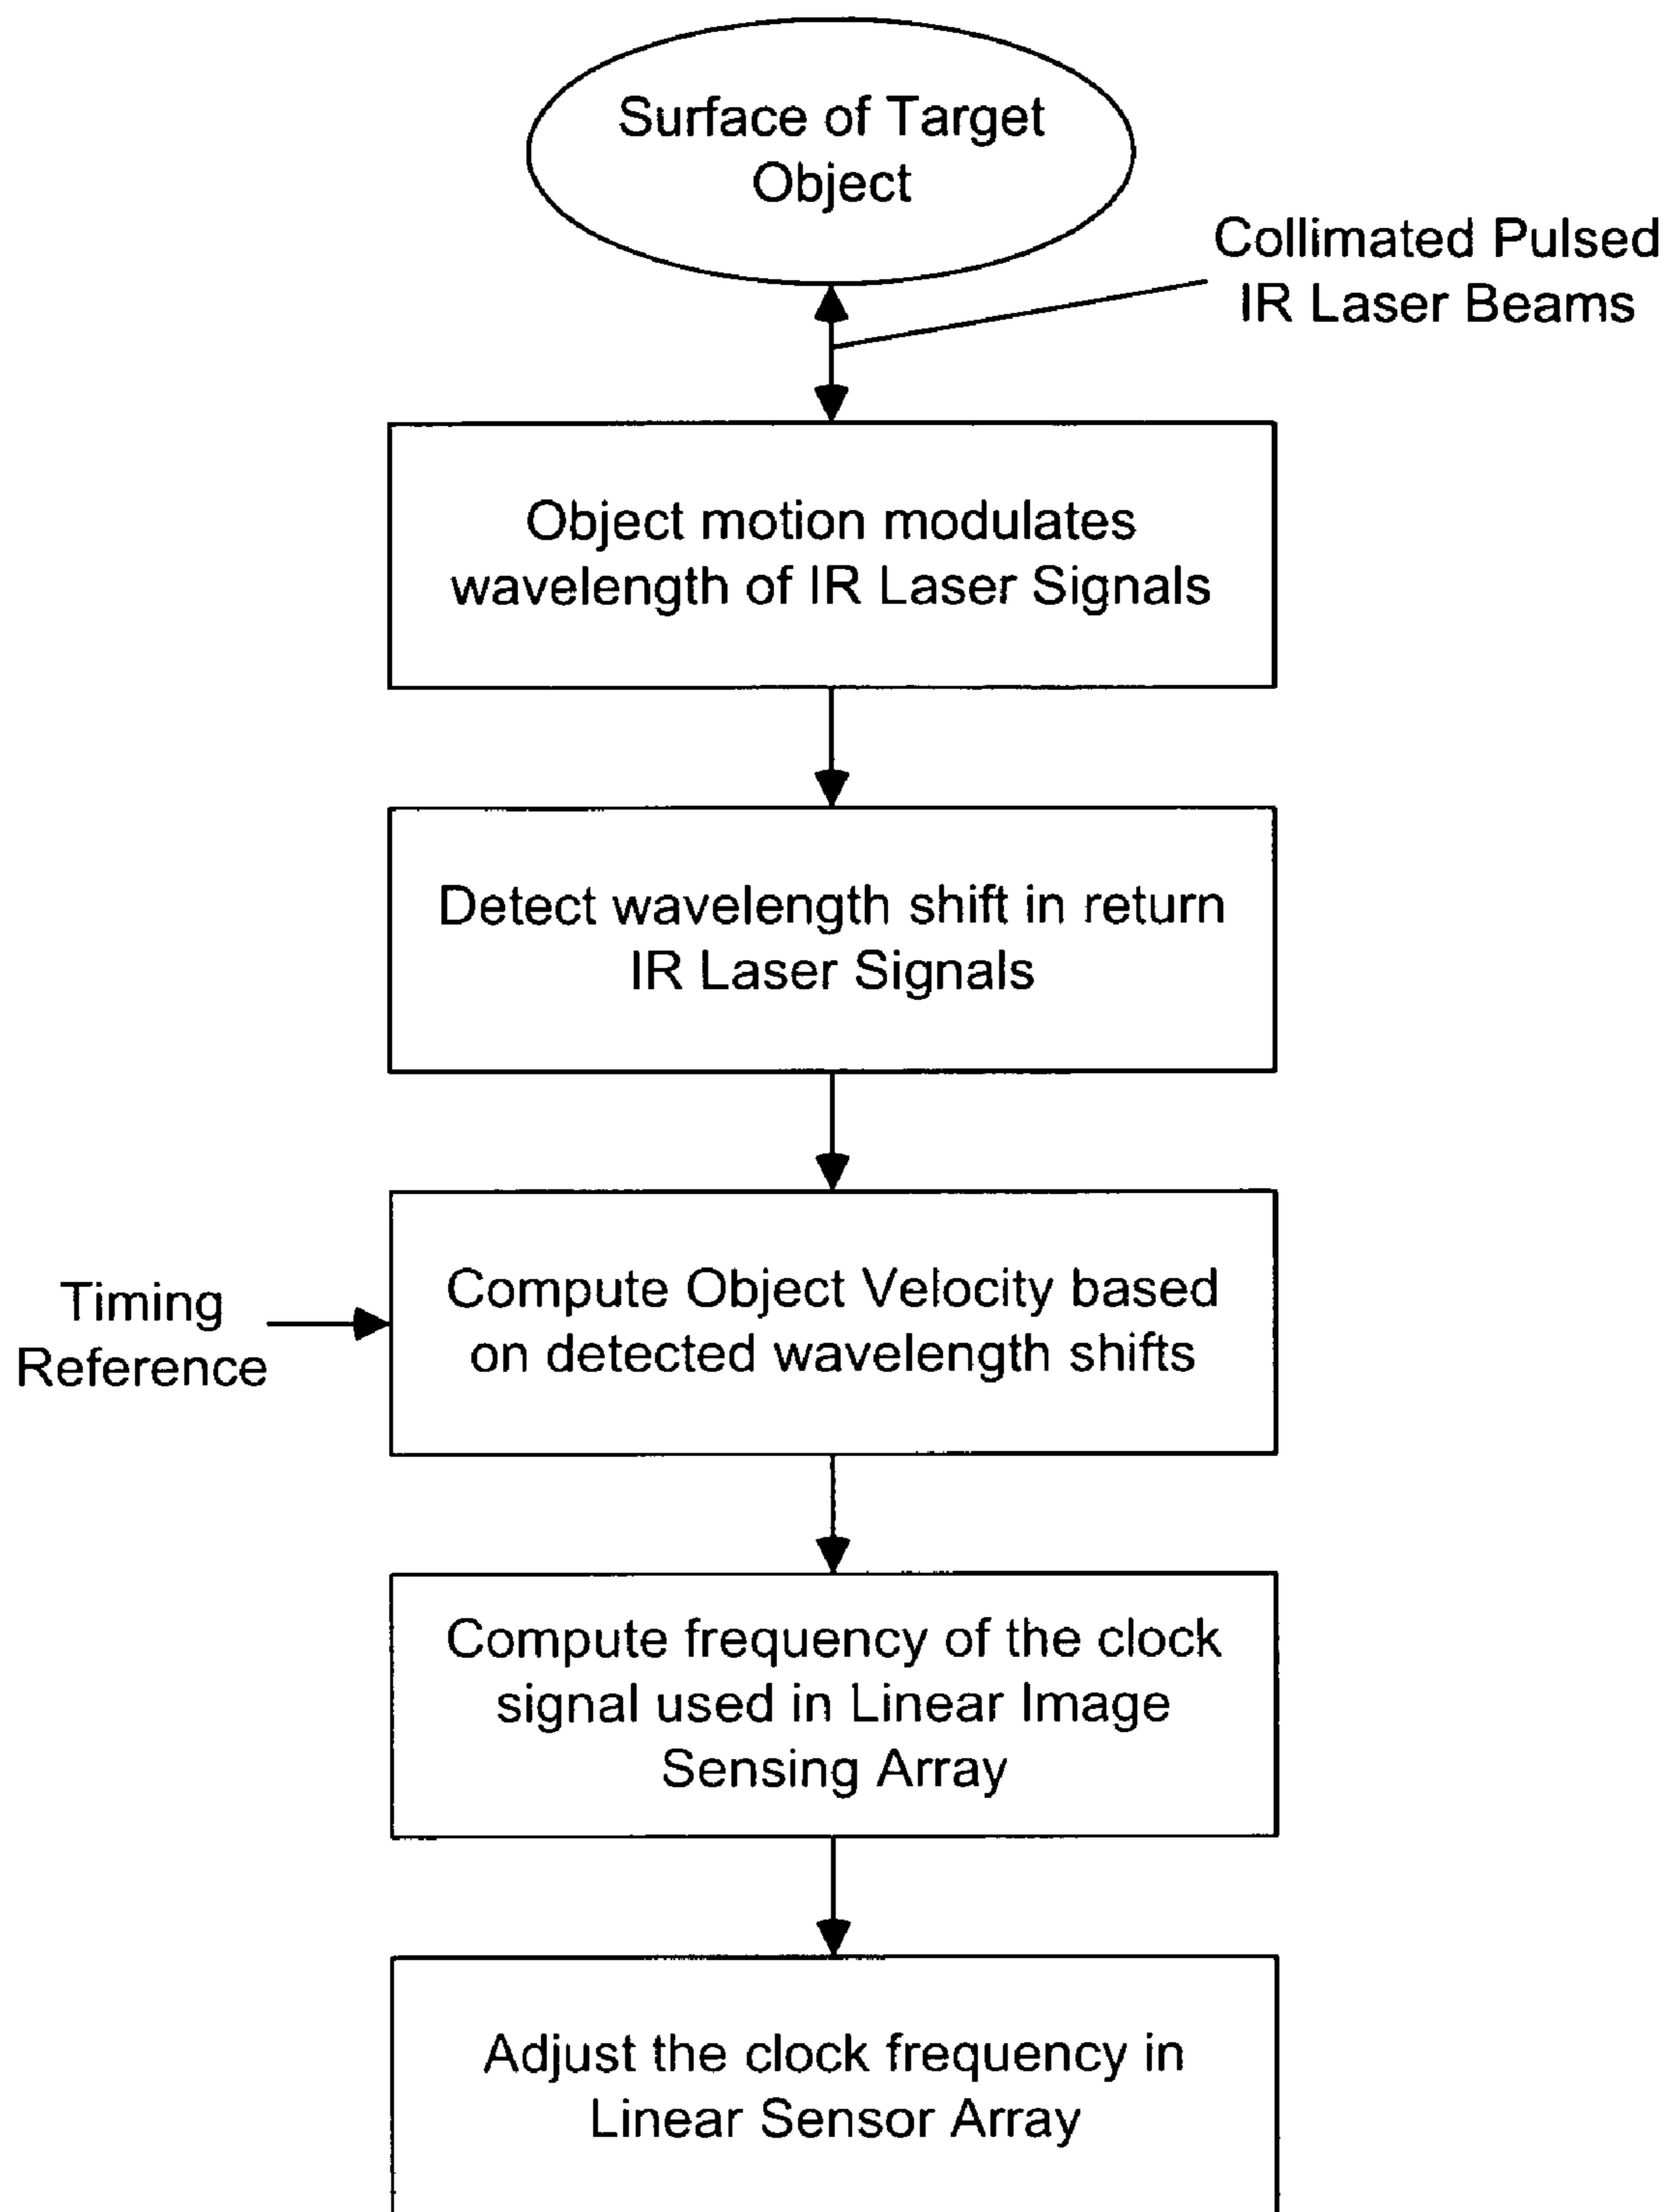 Surface of Target
Object
Collimated Pulsed
IR Laser Beams
Object motion modulates
wavelength of IR Laser Signals
Detect wavelength shift in return
IR Laser Signals
Timing
Reference
Compute Object Velocity based
on detected wavelength shifts
Compute frequency of the clock
signal used in Linear Image
Sensing Array
Adjust the clock frequency in
Linear Sensor Array